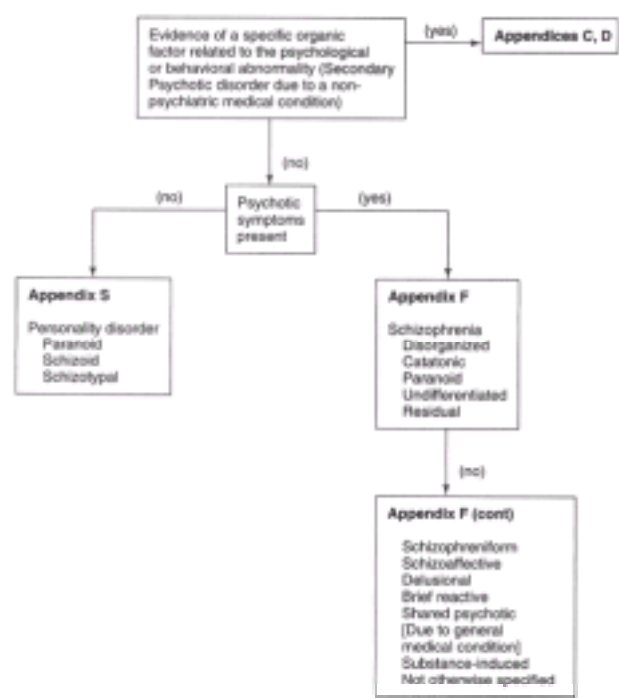 Evidence of a specific organic
factor related to the psychological
or behavioral abnormality (Secondary
Psychotic disorder due to a non-
psychiatric medical condition)
(yes)
Appendices C, D
(no)
(no)
Psychotic
symptoms
present
(yes)
Appendix S
Personality disorder
Paranoid
Schizoid
Schizotypal
Appendix F
Schizophrenia
Disorganized
Catatonic
Paranoid
Undifferentiated
Residual
(no)
Appendix F (cont)
Schizophreniform
Schizoaffective
Delusional
Brief reactive
Shared psychotic
[Due to general
medical condition]
Substance-induced
Not otherwise specified